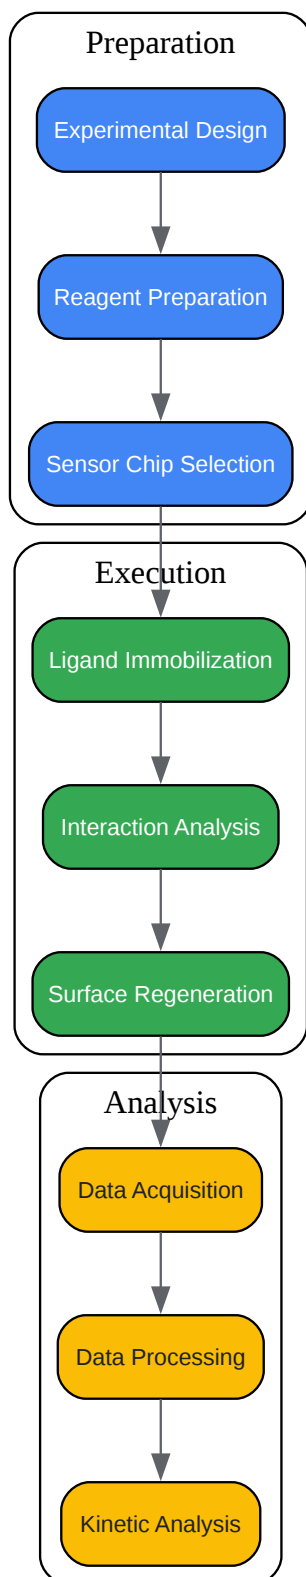 Preparation
Experimental Design
Reagent Preparation
Sensor Chip Selection
Execution
Ligand Immobilization
Interaction Analysis
Surface Regeneration
Analysis
Data Acquisition
Data Processing
Kinetic Analysis